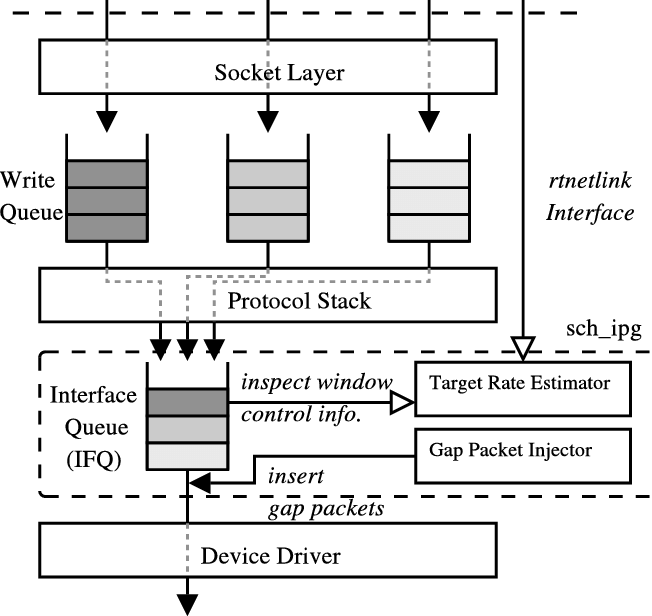 Socket Layer
Write
Queue
rtnetlink
Interface
Protocol Stack
sch_ipg
Interface
Queue
(IFQ)
inspect window
control info.
Target Rate Estimator
Gap Packet Injector
insert
gap packets
Device Driver